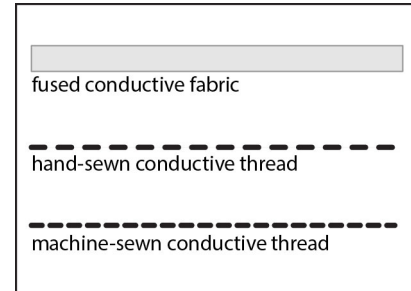 fused conductive fabric
hand-sewn conductive thread
machine-sewn conductive thread